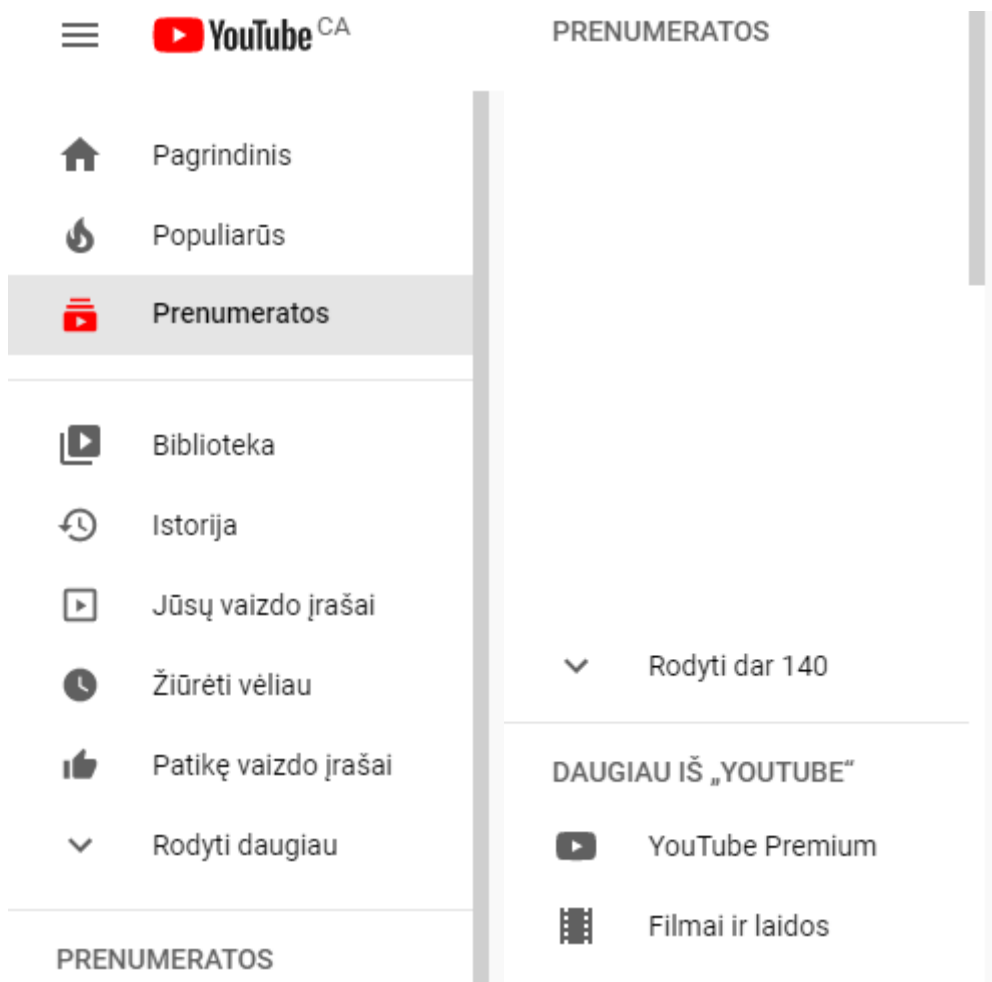 YouTube CA
Pagrindinis
Populiarūs
Prenumeratos
Biblioteka
Istorija
Jūsų vaizdo įrašai
Žiūrėti vėliau
Patikę vaizdo įrašai
Rodyti daugiau
PRENUMERATOS
PRENUMERATOS
Rodyti dar 140
DAUGIAU IŠ „YOUTUBE“
YouTube Premium
Filmai ir laidos